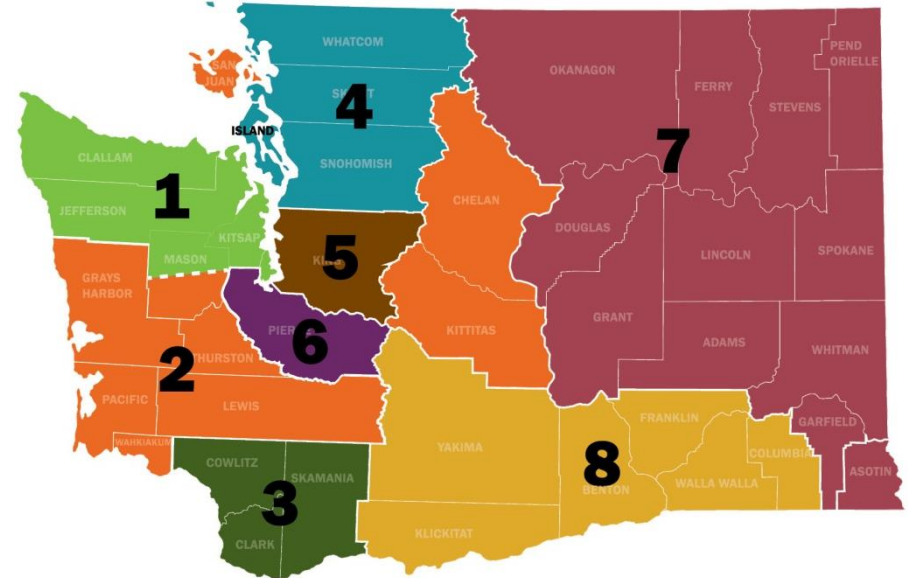 WHATCOM
SAN
JUAN
SKAGIT
4
ISLAND
SNOHOMISH
OKANAGON
FERRY
STEVENS
PEND
ORIELLE
7
CLALLAM
1
JEFFERSON
KITSAP
MASON
CHELAN
DOUGLAS
LINCOLN
SPOKANE
KING
5
GRAYS
HARBOR
PIERCE
6
KITTITAS
GRANT
ADAMS
WHITMAN
2
THURSTON
PACIFIC
LEWIS
WAHKIAKUM
FRANKLIN
GARFIELD
COWLITZ
SKAMANIA
3
CLARK
YAKIMA
8
BENTON
COLUMBIA
WALLA WALLA
ASOTIN
KLICKITAT